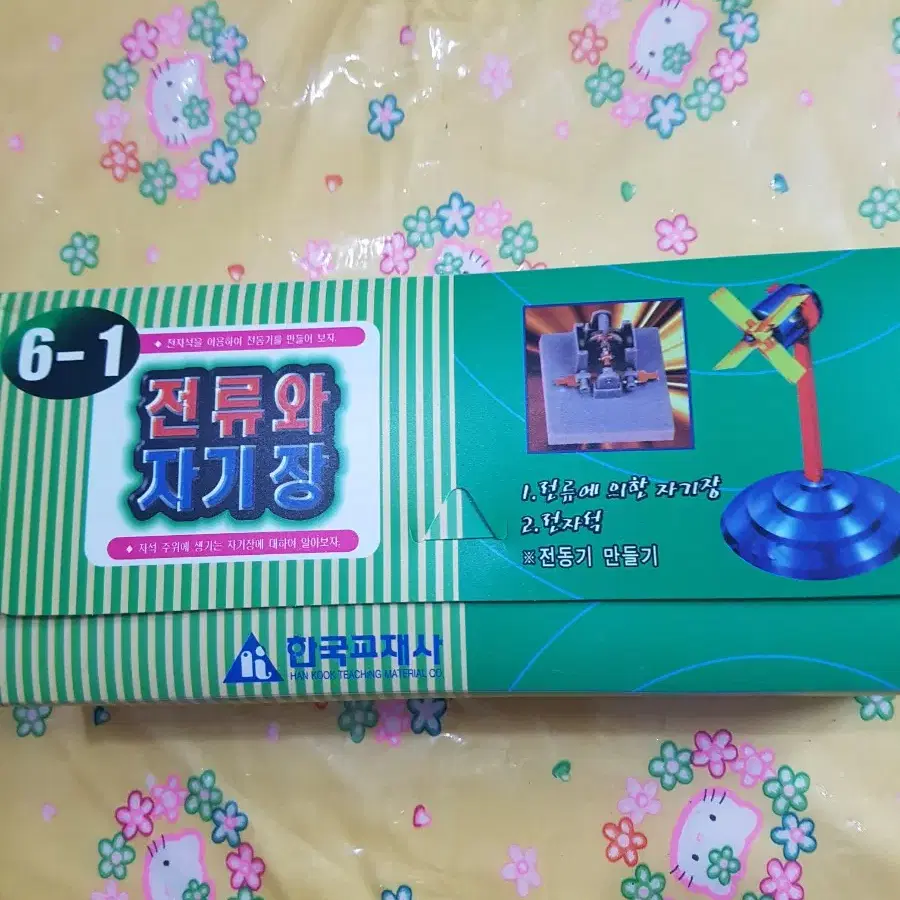 6-1
◆ 전자석을 이용하여 전동기를 만들어 보자.
전류와
자기장
◆ 자석 주위에 생기는 자기장에 대하여 알아보자.
1. 전류에 의한 자기장
2. 전자석
※전동기 만들기
한국교재사
HAN KOOK TEACHING MATERIAL CO.